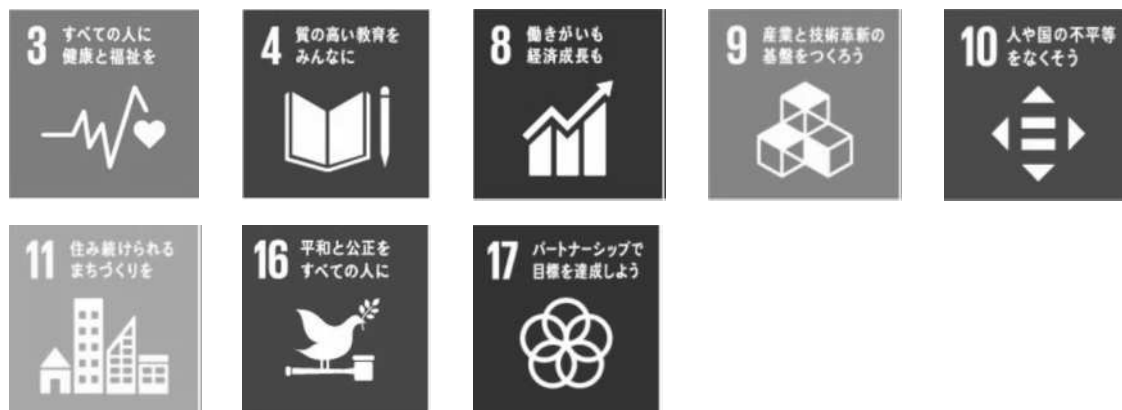 3 すべての人に
健康と福祉を
4 質の高い教育を
みんなに
8 働きがいも
経済成長も
9 産業と技術革新の
基盤をつくろう
10 人や国の不平等
をなくそう
11 住み続けられる
まちづくりを
16 平和と公正を
すべての人に
17 パートナーシップで
目標を達成しよう